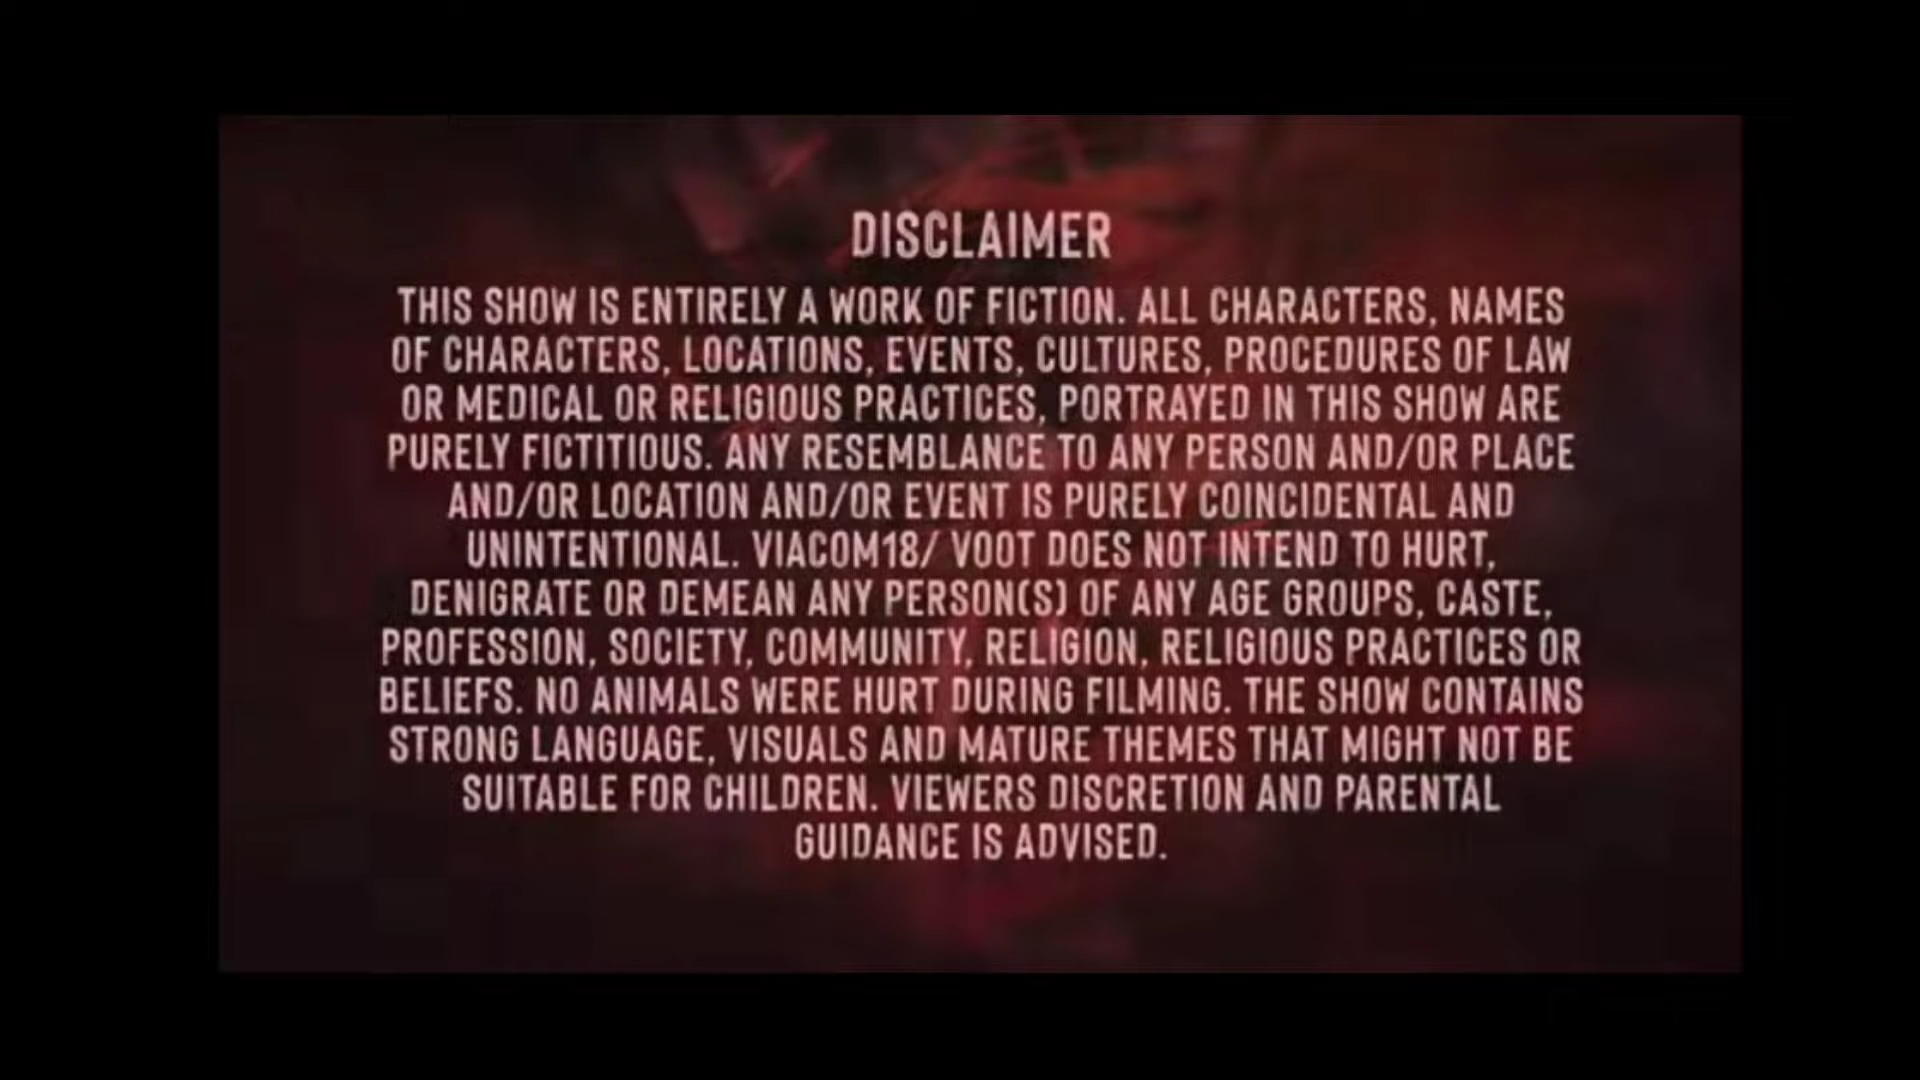 DISCLAIMER
THIS SHOW IS ENTIRELY A WORK OF FICTION. ALL CHARACTERS, NAMES
OF CHARACTERS, LOCATIONS, EVENTS, CULTURES, PROCEDURES OF LAW
OR MEDICAL OR RELIGIOUS PRACTICES, PORTRAYED IN THIS SHOW ARE
PURELY FICTITIOUS. ANY RESEMBLANCE TO ANY PERSON AND/OR PLACE
AND/OR LOCATION AND/OR EVENT IS PURELY COINCIDENTAL AND
UNINTENTIONAL. VIACOM18/ VOOT DOES NOT INTEND TO HURT,
DENIGRATE OR DEMEAN ANY PERSON(S) OF ANY AGE GROUPS, CASTE,
PROFESSION, SOCIETY, COMMUNITY, RELIGION, RELIGIOUS PRACTICES OR
BELIEFS. NO ANIMALS WERE HURT DURING FILMING. THE SHOW CONTAINS
STRONG LANGUAGE, VISUALS AND MATURE THEMES THAT MIGHT NOT BE
SUITABLE FOR CHILDREN. VIEWERS DISCRETION AND PARENTAL
GUIDANCE IS ADVISED.